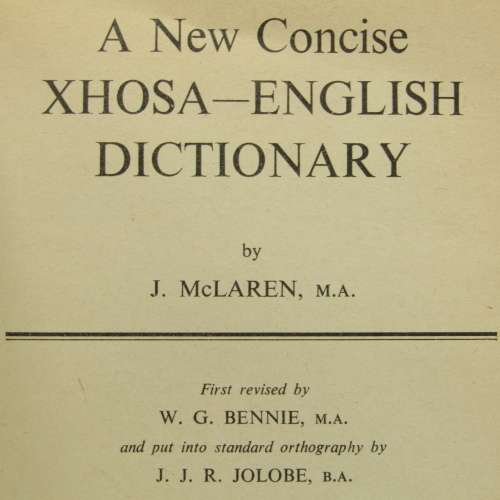 A New Concise
XHOSA—ENGLISH
DICTIONARY
by
J. McLAREN, M.A.
First revised by
W. G. BENNIE, M.A.
and put into standard orthography by
J. J. R. JOLOBE, B.A.